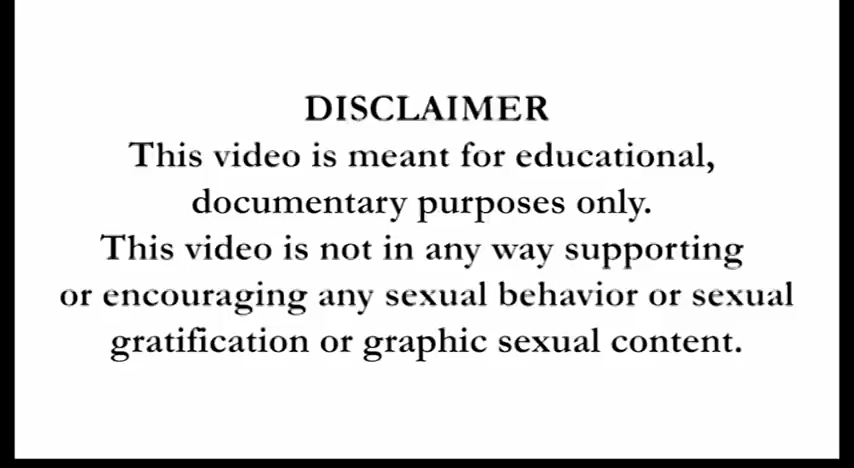 DISCLAIMER
This video is meant for educational,
documentary purposes only.
This video is not in any way supporting
or encouraging any sexual behavior or sexual
gratification or graphic sexual content.